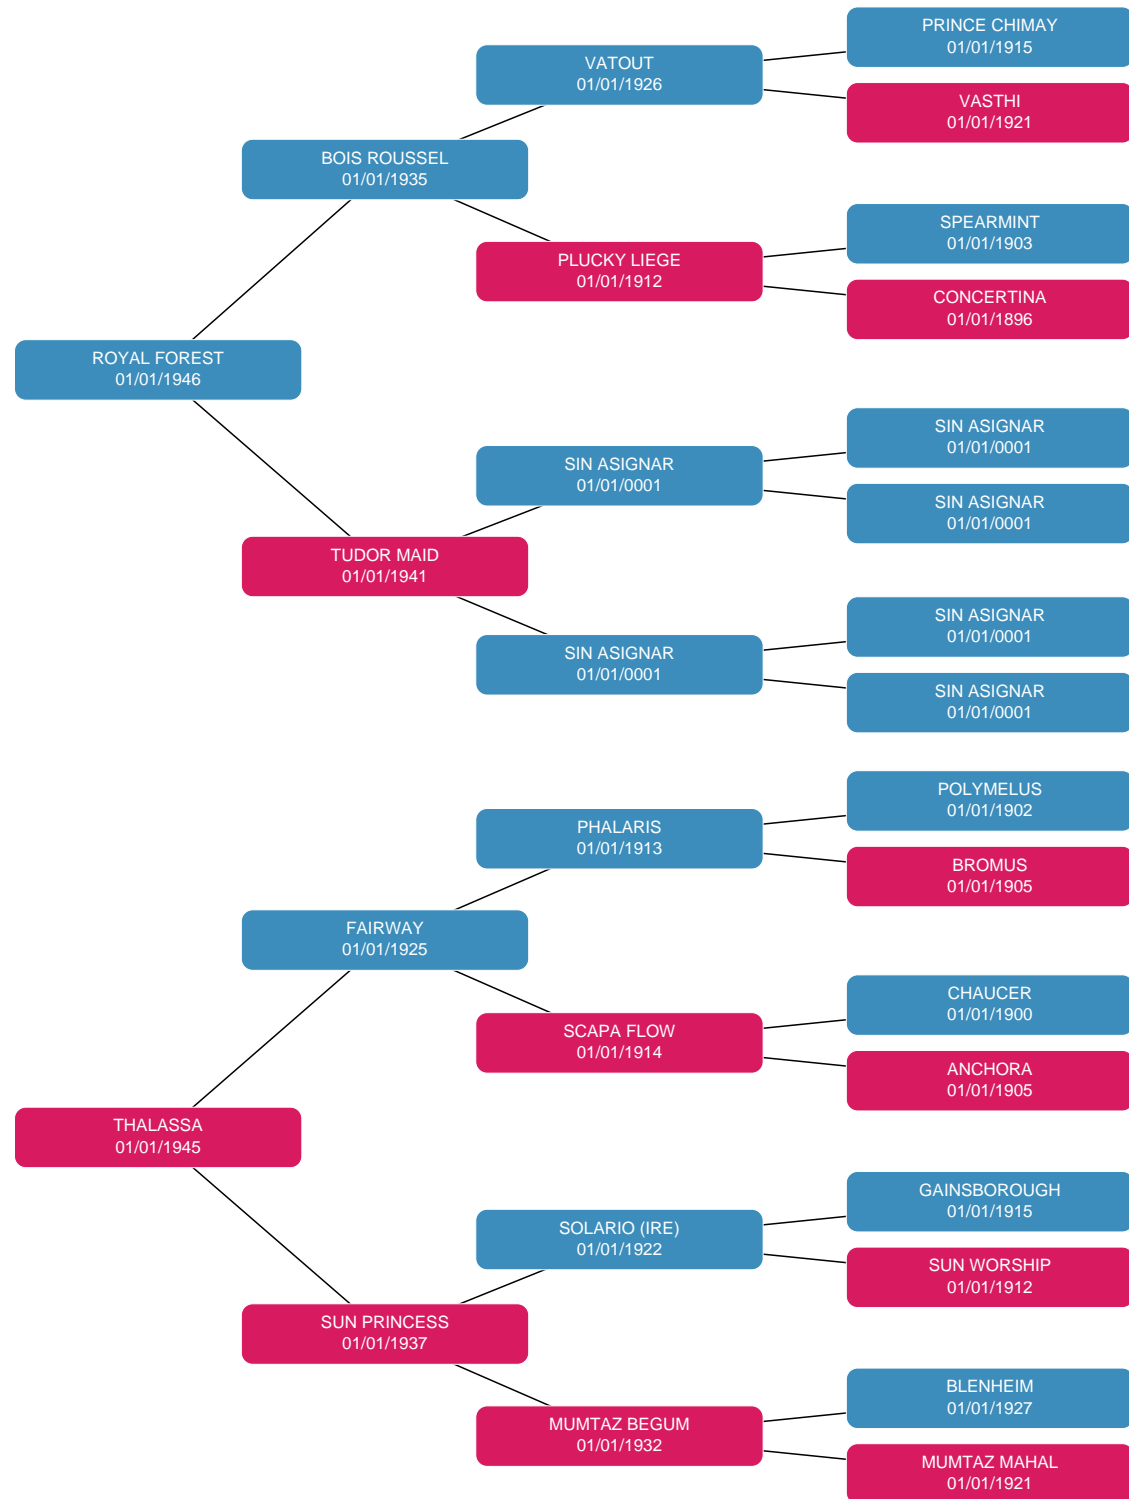 PRINCE CHIMAY
01/01/1915
VATOUT
01/01/1926
VASTHI
01/01/1921
BOIS ROUSSEL
01/01/1935
SPEARMINT
01/01/1903
PLUCKY LIEGE
01/01/1912
CONCERTINA
01/01/1896
ROYAL FOREST
01/01/1946
SIN ASIGNAR
01/01/0001
SIN ASIGNAR
01/01/0001
SIN ASIGNAR
01/01/0001
TUDOR MAID
01/01/1941
SIN ASIGNAR
01/01/0001
SIN ASIGNAR
01/01/0001
SIN ASIGNAR
01/01/0001
POLYMELUS
01/01/1902
PHALARIS
01/01/1913
BROMUS
01/01/1905
FAIRWAY
01/01/1925
CHAUCER
01/01/1900
SCAPA FLOW
01/01/1914
ANCHORA
01/01/1905
THALASSA
01/01/1945
GAINSBOROUGH
01/01/1915
SOLARIO (IRE)
01/01/1922
SUN WORSHIP
01/01/1912
SUN PRINCESS
01/01/1937
BLENHEIM
01/01/1927
MUMTAZ BEGUM
01/01/1932
MUMTAZ MAHAL
01/01/1921